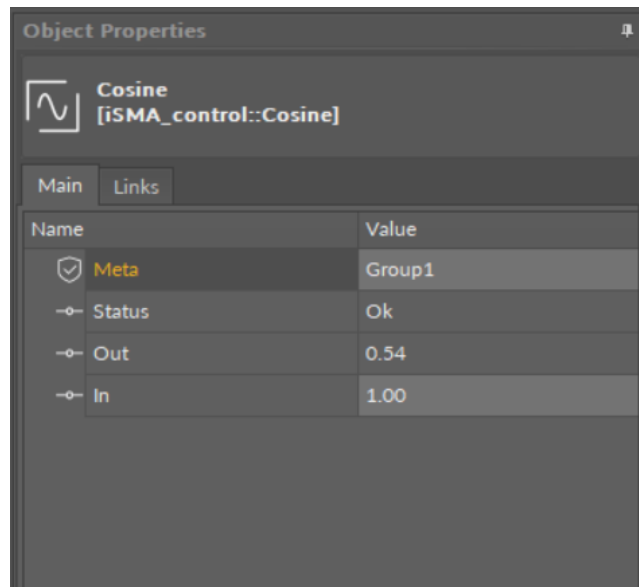 Object Properties
Cosine
[iSMA_control::Cosine]
Main Links
Name Value
Meta Group1
Status Ok
Out 0.54
In 1.00